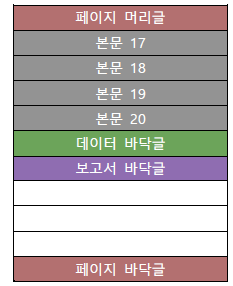 페이지 머리글
본문 17
본문 18
본문 19
본문 20
데이터 바닥글
보고서 바닥글
페이지 바닥글